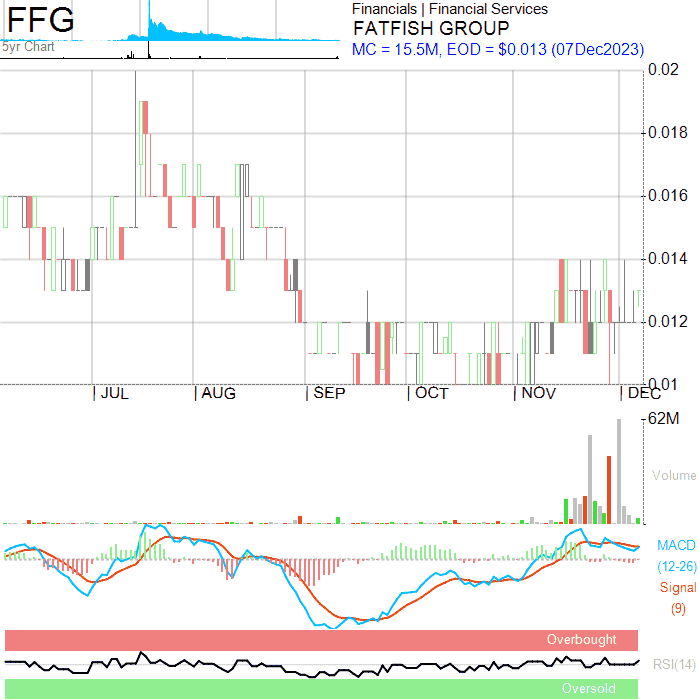 FFG
5yr Chart
Financials | Financial Services
FATFISH GROUP
MC = 15.5M, EOD = $0.013 (07Dec2023)
0.02
0.018
0.016
0.014
0.012
0.01
| JUL | AUG | SEP | OCT | NOV | DEC
62M
Volume
MACD
(12-26)
Signal
(9)
Overbought
RSI(14)
Oversold